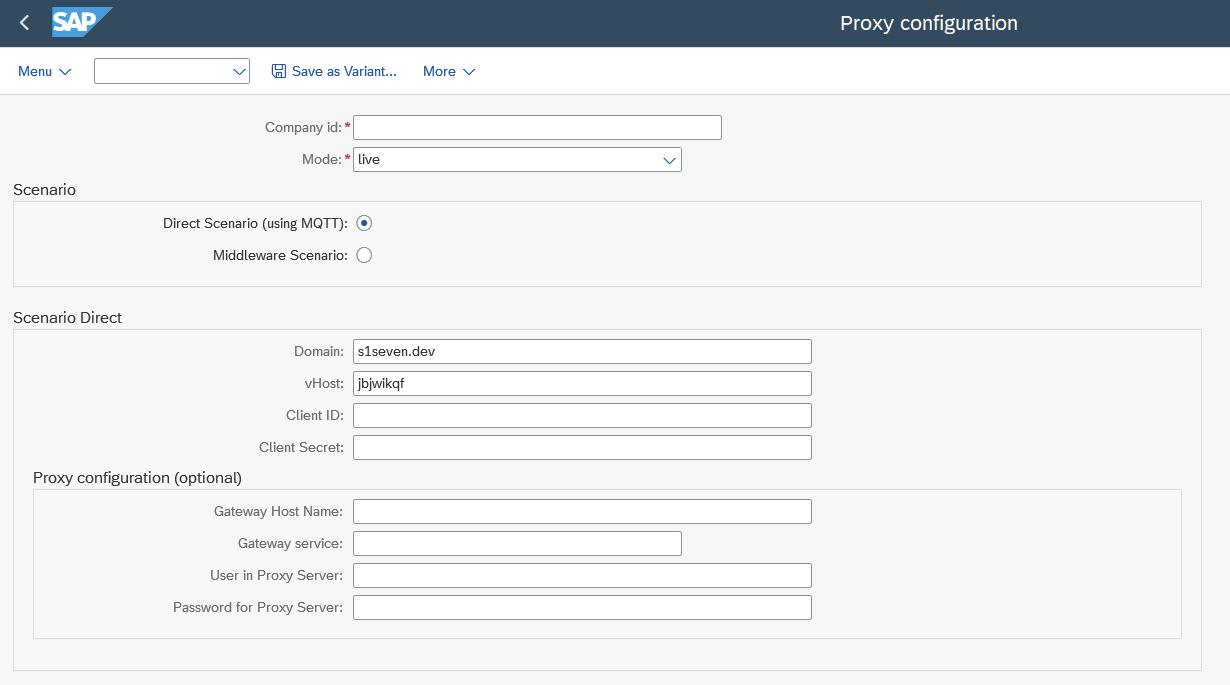 SAP Proxy configuration
Menu Save as Variant... More
Company id:*
Mode:* live
Scenario
Direct Scenario (using MQTT):
Middleware Scenario:
Scenario Direct
Domain: s1seven.dev
vHost: jbjwikqf
Client ID:
Client Secret:
Proxy configuration (optional)
Gateway Host Name:
Gateway service:
User in Proxy Server:
Password for Proxy Server: